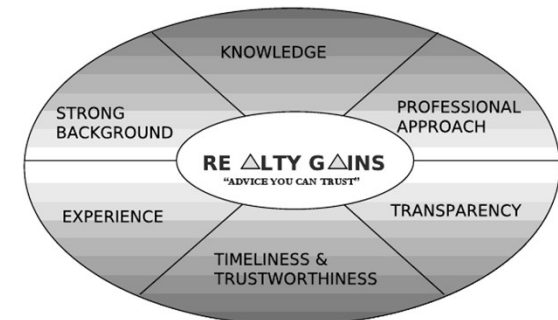 KNOWLEDGE
STRONG
BACKGROUND
PROFESSIONAL
APPROACH
RE △LTY G△INS
“ADVICE YOU CAN TRUST”
EXPERIENCE
TRANSPARENCY
TIMELINESS &
TRUSTWORTHINESS